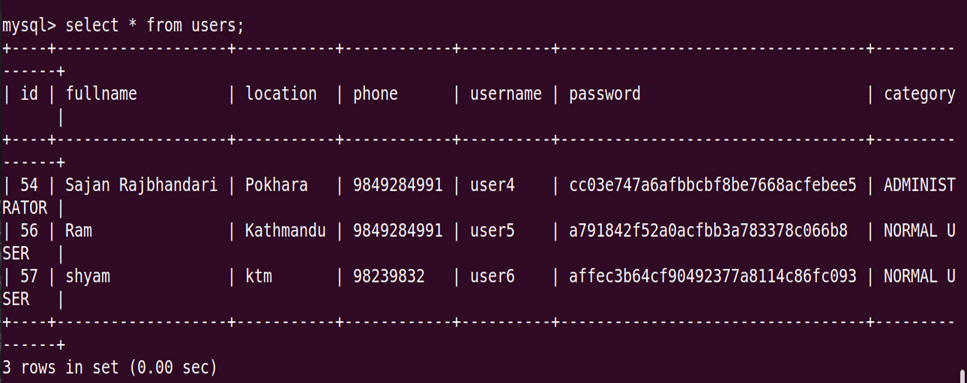 mysql> select * from users;
+----+-------------------+-----------+------------+----------+----------------------------------+---------
------+
| id | fullname          | location  | phone      | username | password                         | category
      |
+----+-------------------+-----------+------------+----------+----------------------------------+---------
------+
| 54 | Sajan Rajbhandari | Pokhara   | 9849284991 | user4    | cc03e747a6afbbcbf8be7668acfebee5 | ADMINIST
RATOR |
| 56 | Ram               | Kathmandu | 9849284991 | user5    | a791842f52a0acfbb3a783378c066b8  | NORMAL U
SER   |
| 57 | shyam             | ktm       | 98239832   | user6    | affec3b64cf90492377a8114c86fc093 | NORMAL U
SER   |
+----+-------------------+-----------+------------+----------+----------------------------------+---------
------+
3 rows in set (0.00 sec)